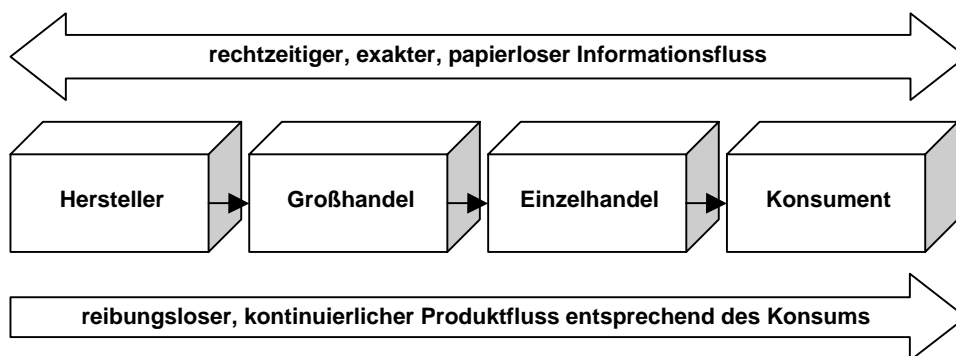 rechtzeitiger, exakter, papierloser Informationsfluss
Hersteller
Großhandel
Einzelhandel
Konsument
reibungsloser, kontinuierlicher Produktfluss entsprechend des Konsums